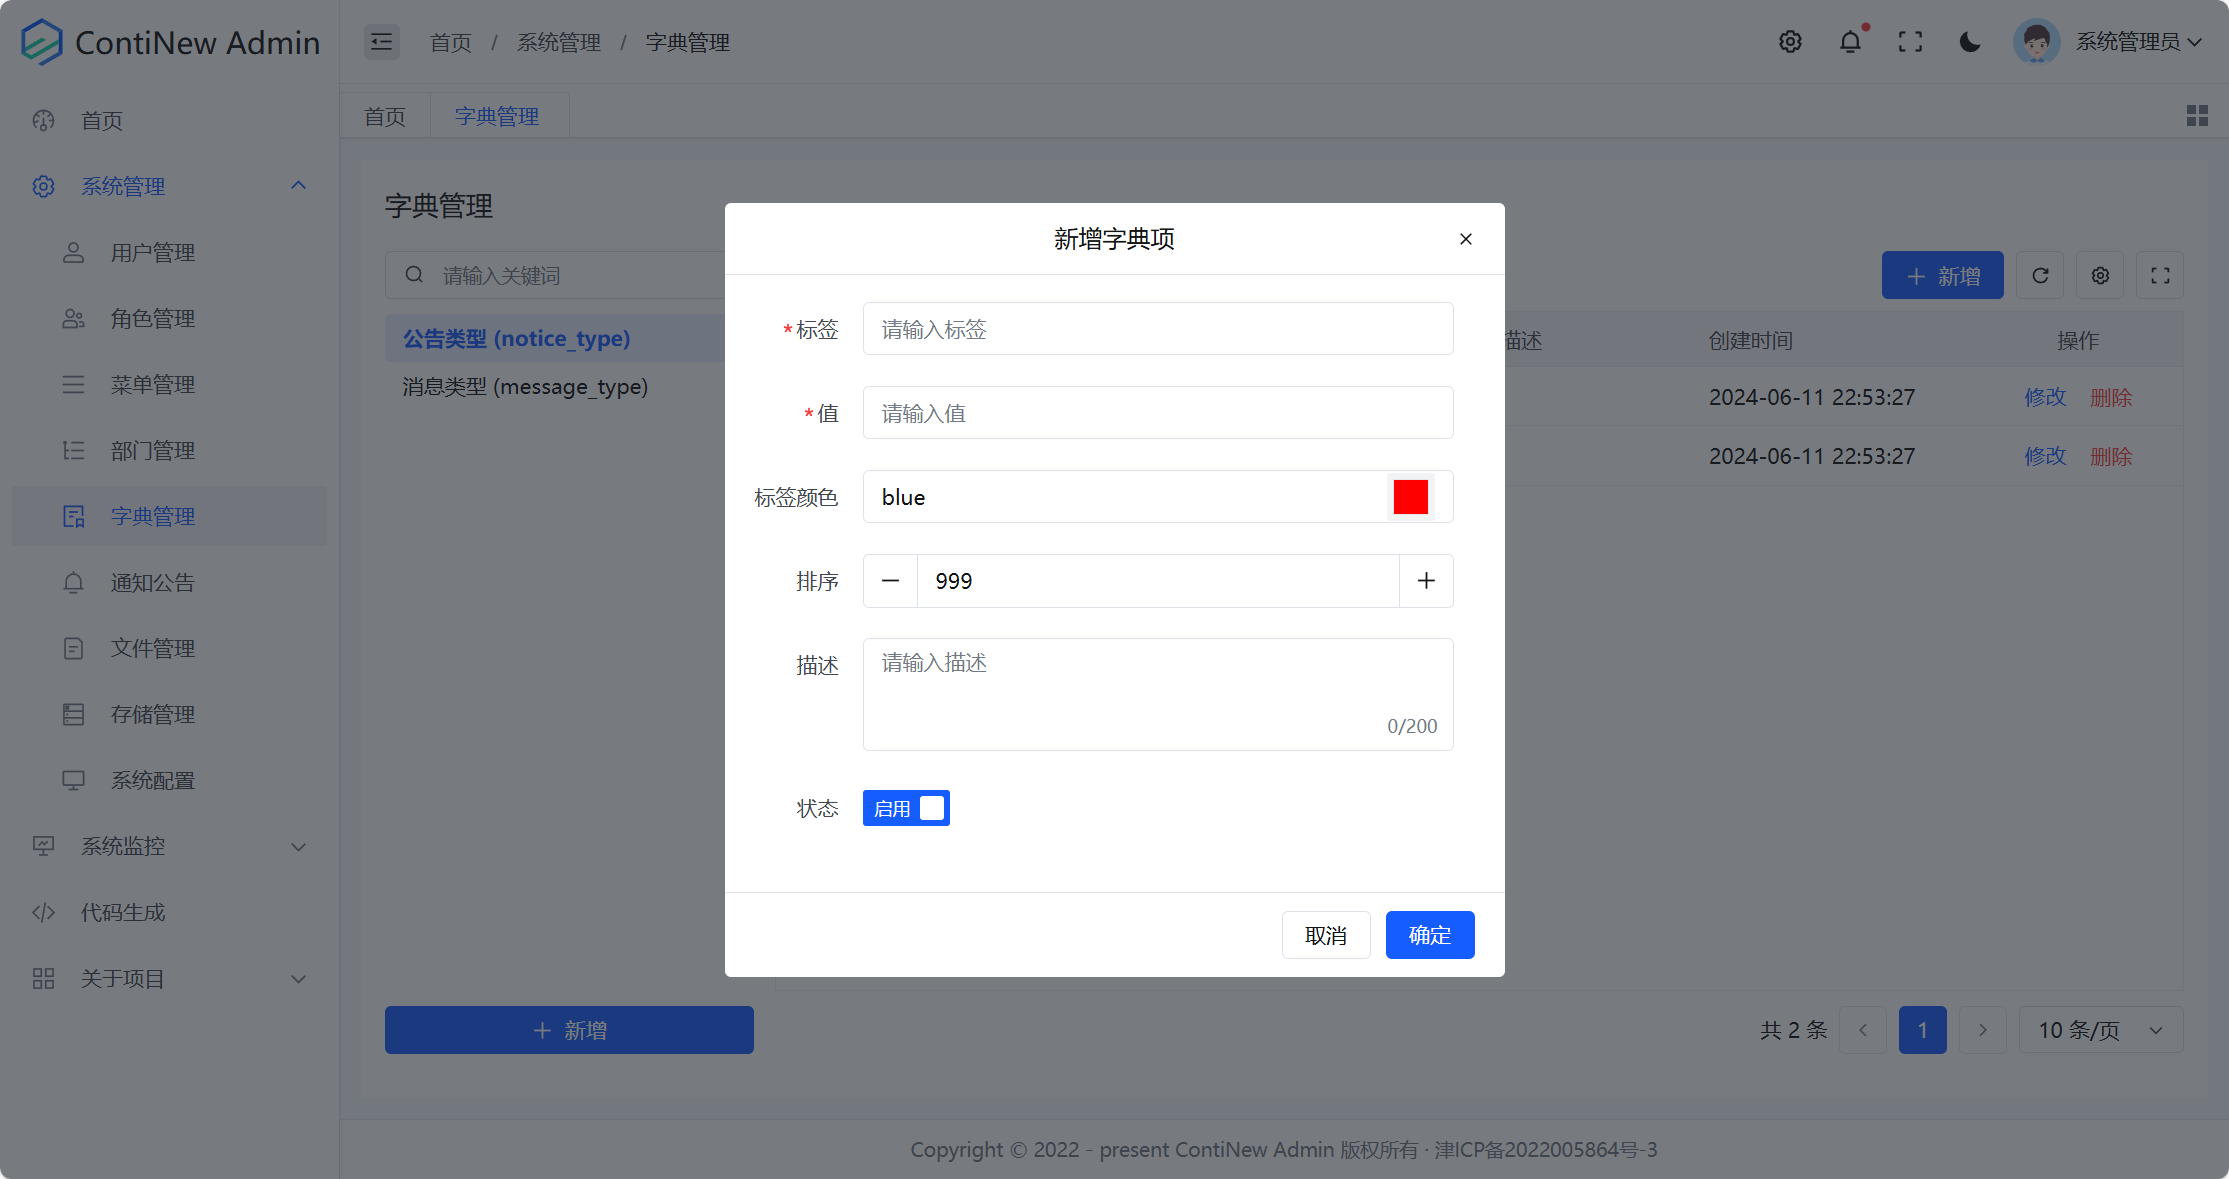 ContiNew Admin
首页 / 系统管理 / 字典管理
系统管理员
首页
系统管理
用户管理
角色管理
菜单管理
部门管理
字典管理
通知公告
文件管理
存储管理
系统配置
系统监控
代码生成
关于项目
首页
字典管理
字典管理
请输入关键词
公告类型 (notice_type)
消息类型 (message_type)
新增
新增
描述
创建时间
操作
2024-06-11 22:53:27
修改
删除
2024-06-11 22:53:27
修改
删除
新增字典项
*标签
请输入标签
*值
请输入值
标签颜色
blue
排序
999
描述
请输入描述
0/200
状态
启用
取消
确定
共 2 条
1
10 条/页
Copyright © 2022 - present ContiNew Admin 版权所有 · 津ICP备2022005864号-3